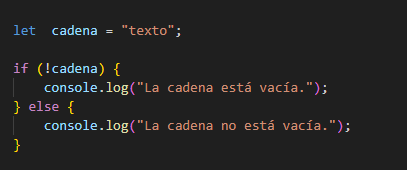 let  cadena = "texto";

if (!cadena) {
    console.log("La cadena está vacía.");
} else {
    console.log("La cadena no está vacía.");
}